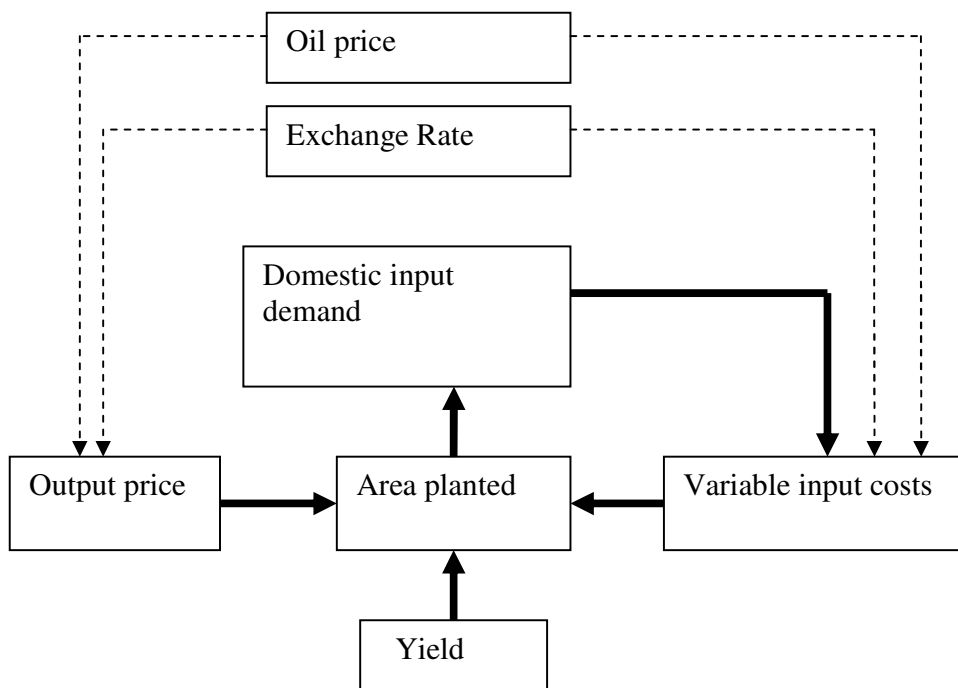 Oil price
Exchange Rate
Domestic input
demand
Output price
Area planted
Variable input costs
Yield